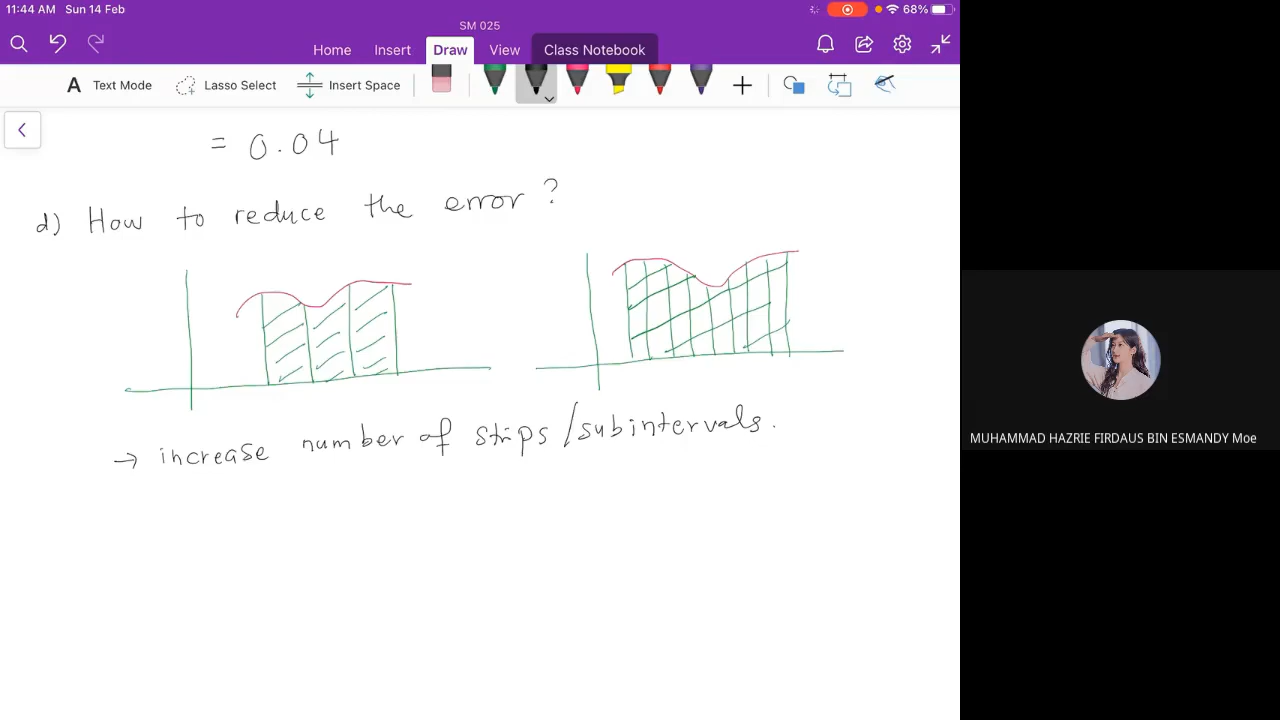 11:44 AM Sun 14 Feb
68%
SM 025
Home Insert Draw View Class Notebook
A Text Mode Lasso Select Insert Space
= 0.04
d) How to reduce the error?
→ increase number of strips/subintervals.
MUHAMMAD HAZRIE FIRDAUS BIN ESMANDY Moe